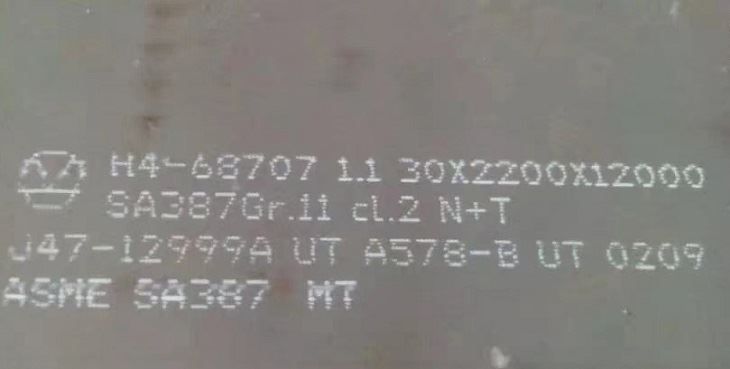 H4-68707 1.1 30X2200X12000
SA387Gr.11 cl.2 N+T
J47-12999A UT A578-B UT 0209
ASME SA387 MT